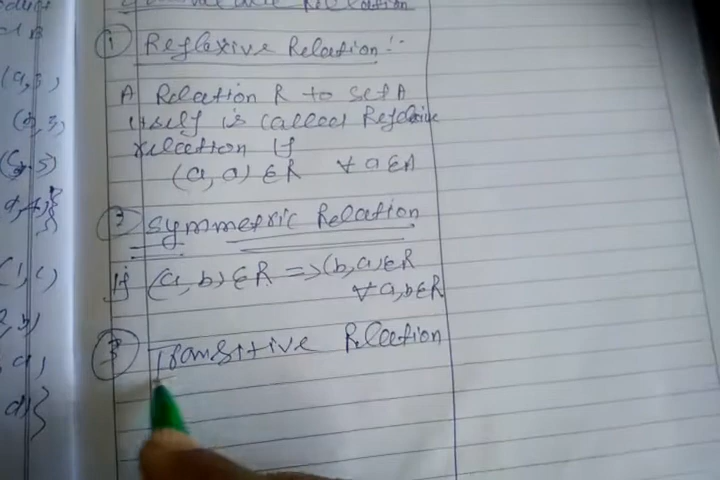 Relation
① Reflexive Relation :-
A Relation R to set A
itself is called Reflexive
relation If
(a, a) ∈ R ∀ a ∈ A
② Symmetric Relation
If (a, b) ∈ R => (b, a) ∈ R
∀ a, b ∈ R
③ Transitive Relation